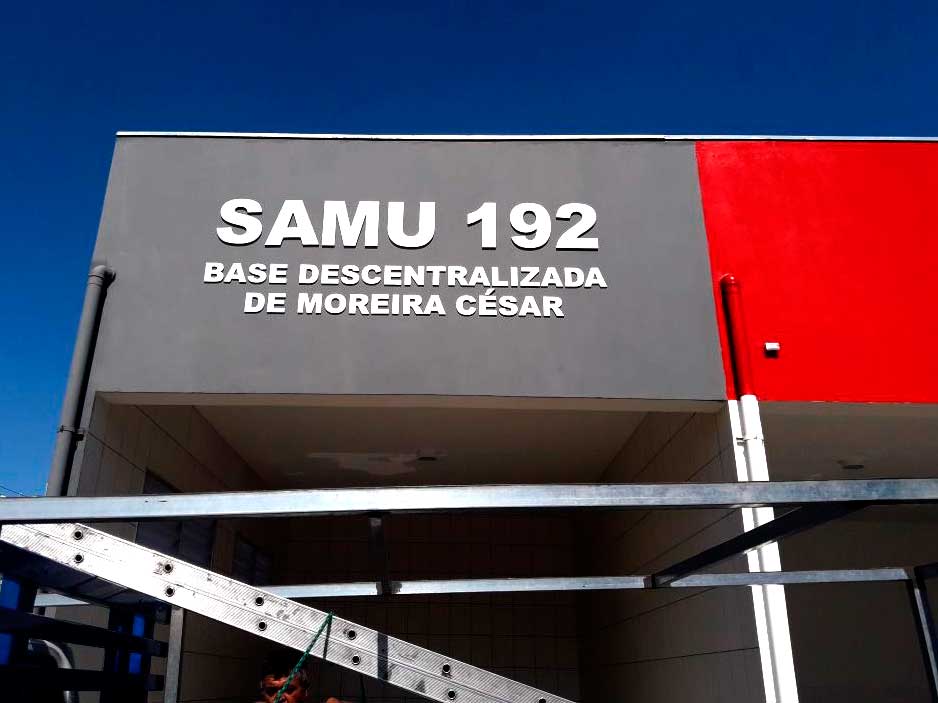 SAMU 192
BASE DESCENTRALIZADA
DE MOREIRA CÉSAR